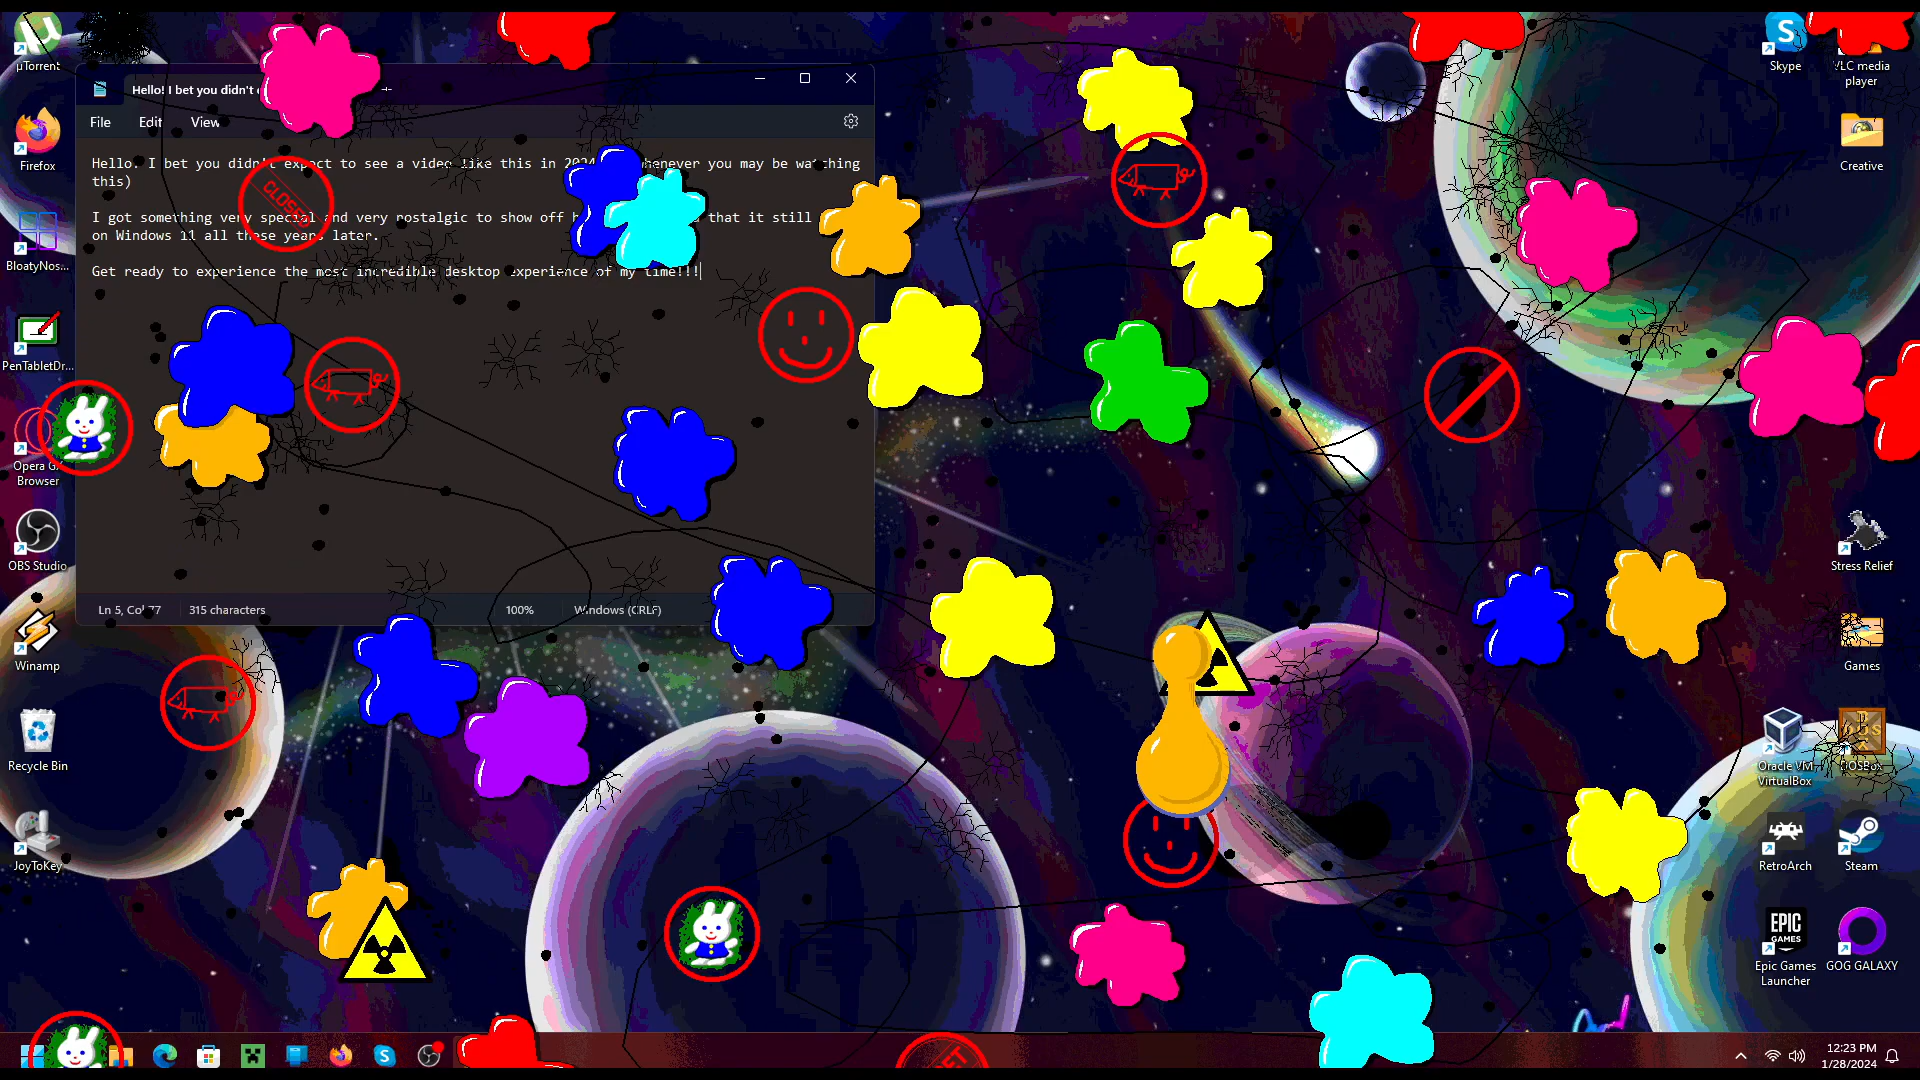 µTorrent
Firefox
BloatyNos...
PenTabletDr...
Opera GX
Browser
OBS Studio
Winamp
Recycle Bin
JoyToKey
Hello! I bet you didn't
File Edit View
Hello. I bet you didn't expect to see a video like this in 2024 whenever you may be watching
this)
I got something very special and very nostalgic to show off that it still
on Windows 11 all these years later.
Get ready to experience the most incredible desktop experience of my time!!!
Ln 5, Col 77 315 characters 100% Windows (CRLF)
CLOSED
Skype
VLC media
player
Creative
Stress Relief
Games
Oracle VM
VirtualBox
DOSBox
RetroArch
Steam
EPIC
GAMES
Epic Games
Launcher
GOG GALAXY
12:23 PM
1/28/2024